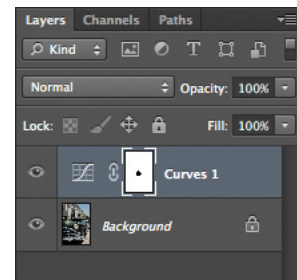 Layers Channels Paths
Kind T
Normal Opacity: 100%
Lock: Fill: 100%
Curves 1
Background